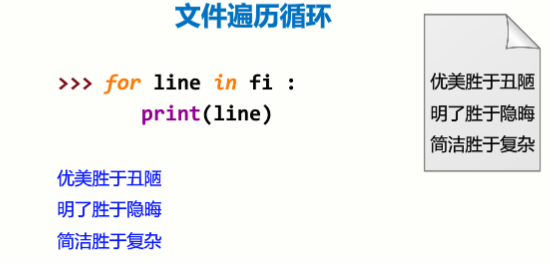 文件遍历循环
>>> for line in fi :
print(line)
优美胜于丑陋
明了胜于隐晦
简洁胜于复杂
优美胜于丑陋
明了胜于隐晦
简洁胜于复杂